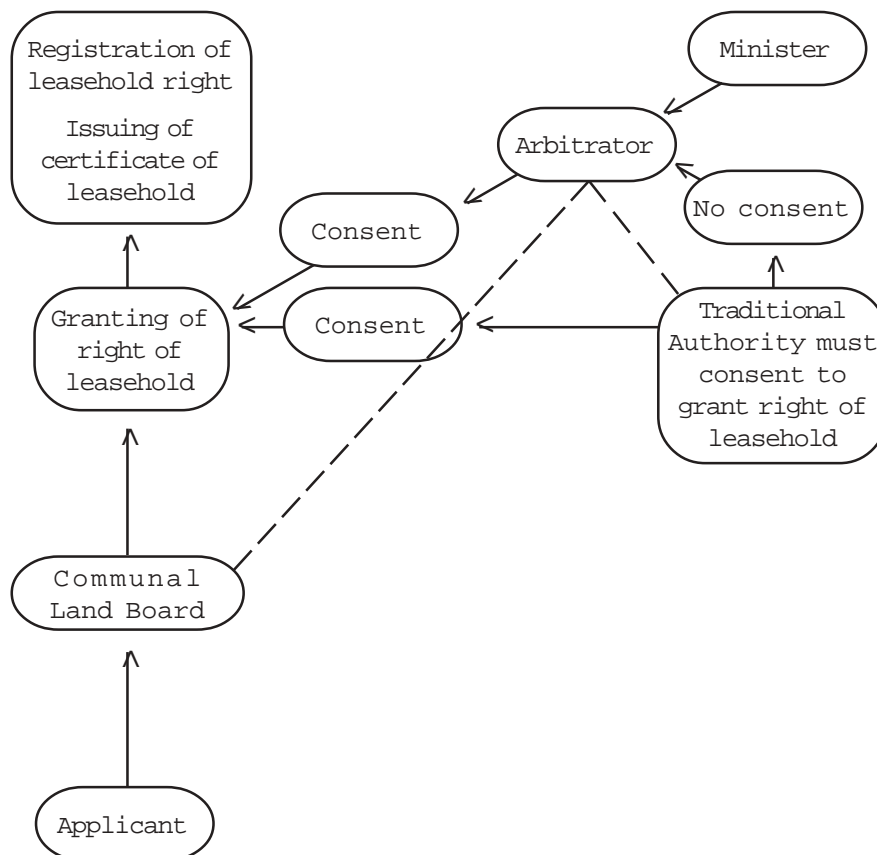 Registration of
leasehold right
Issuing of
certificate of
leasehold
Minister
Arbitrator
No consent
Consent
Granting of
right of
leasehold
Consent
Traditional
Authority must
consent to
grant right of
leasehold
Communal
Land Board
Applicant